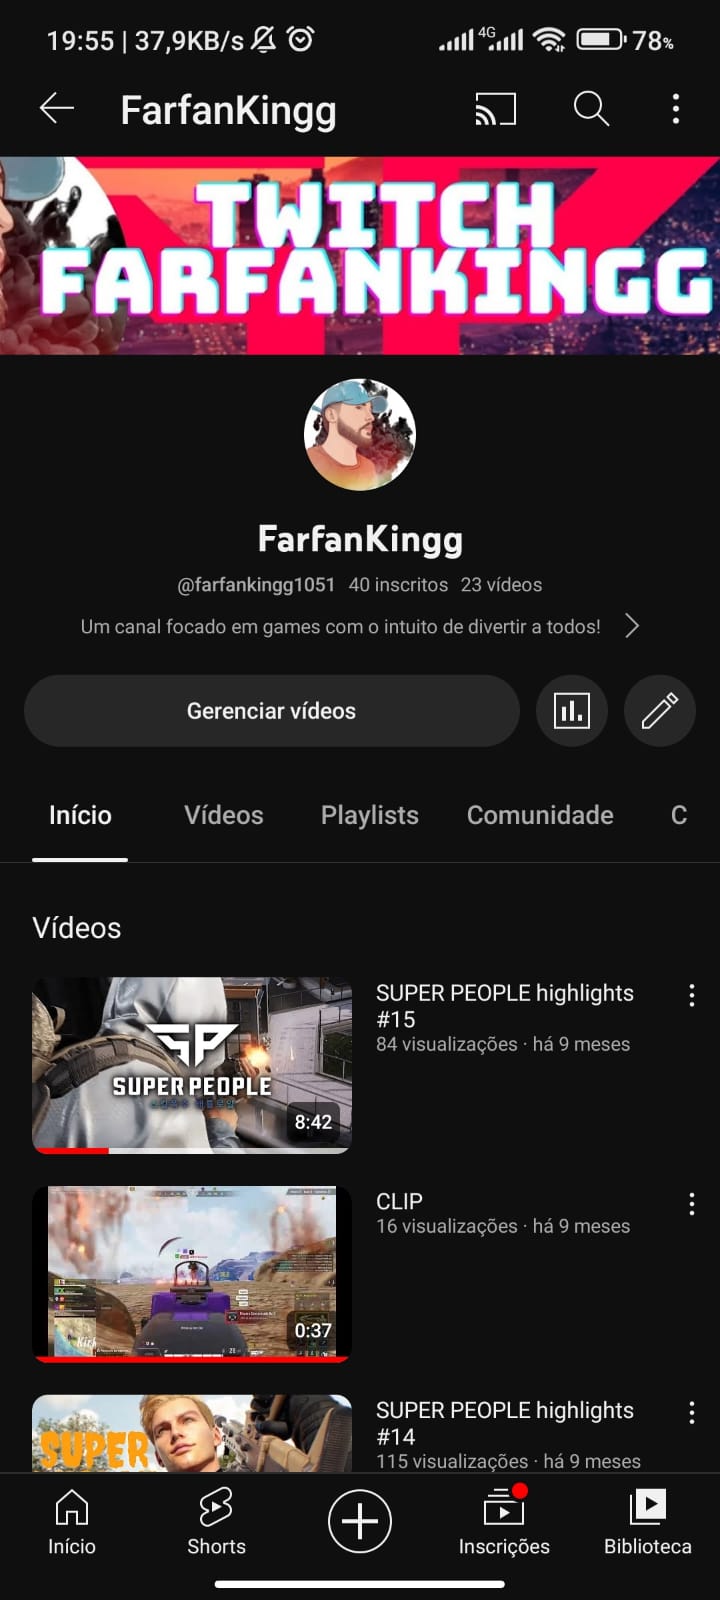 19:55 | 37,9KB/s 4G 78%
FarfanKingg
TWITCH
FARFANKINGG
FarfanKingg
@farfankingg1051 40 inscritos 23 vídeos
Um canal focado em games com o intuito de divertir a todos!
Gerenciar vídeos
Início Vídeos Playlists Comunidade C
Vídeos
SUPER PEOPLE highlights
#15
84 visualizações · há 9 meses
SP
SUPER PEOPLE
8:42
CLIP
16 visualizações · há 9 meses
0:37
SUPER PEOPLE highlights
#14
115 visualizações · há 9 meses
SUPER
Início Shorts Inscrições Biblioteca